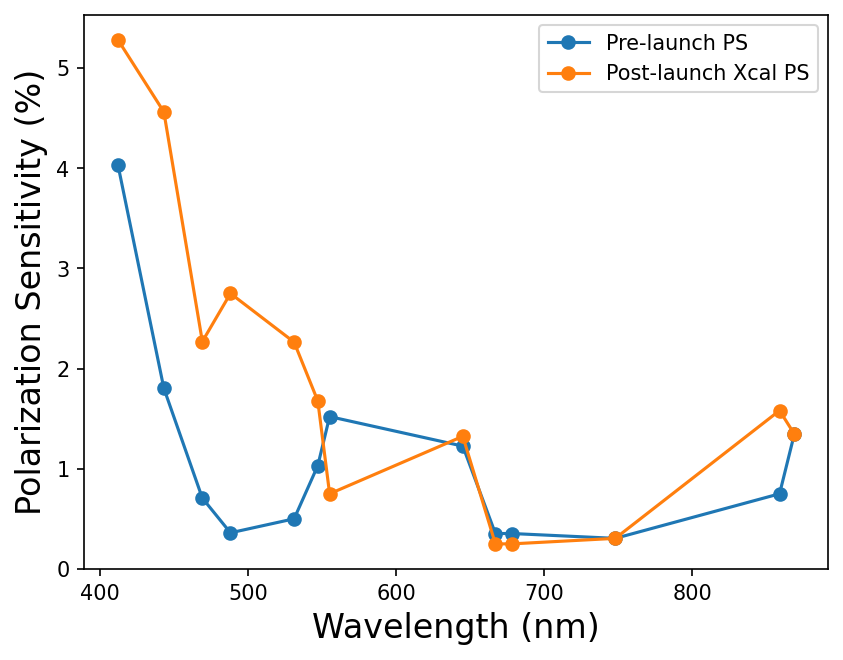 Pre-launch PS
Post-launch Xcal PS
Polarization Sensitivity (%)
5
4
3
2
1
0
400 500 600 700 800
Wavelength (nm)